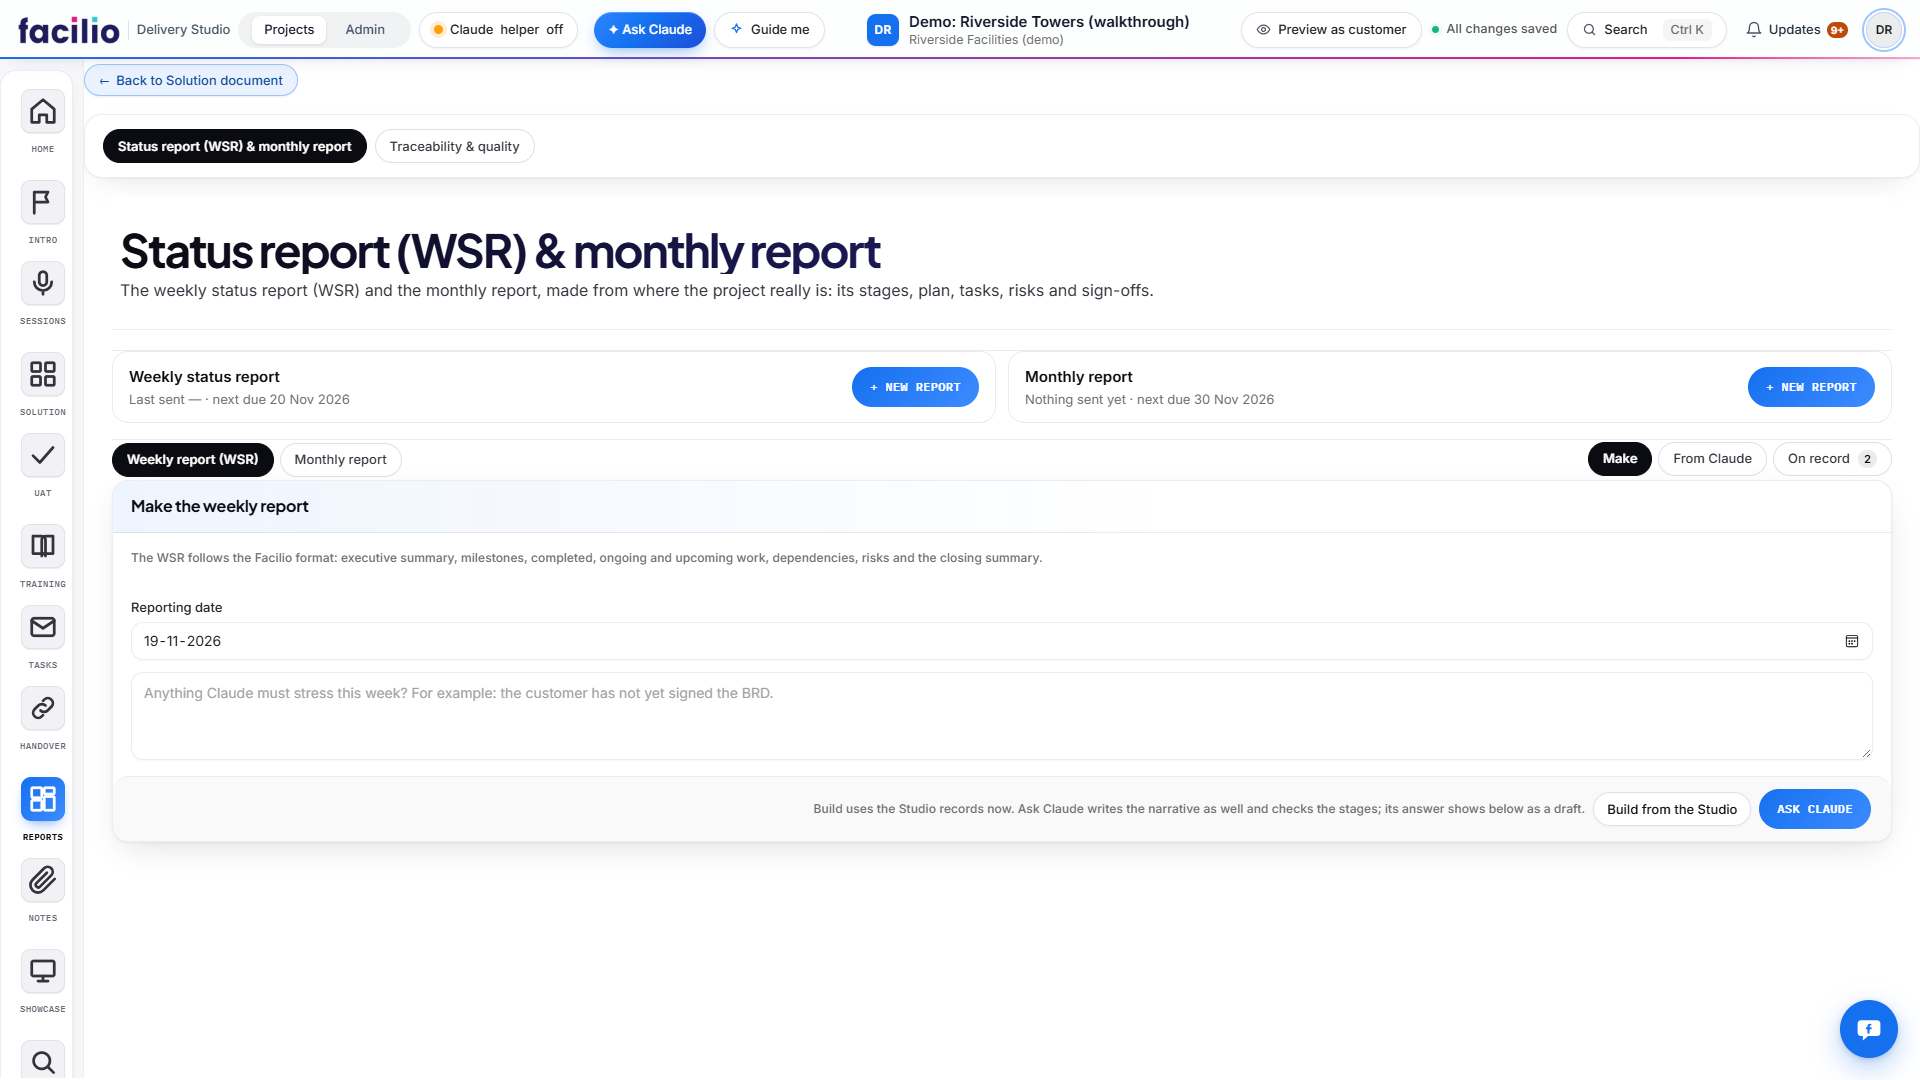 facilio Delivery Studio Projects Admin Claude helper off ✦ Ask Claude Guide me DR Demo: Riverside Towers (walkthrough) Preview as customer All changes saved Search Ctrl K Updates 9+ DR
Riverside Facilities (demo)
← Back to Solution document
HOME
INTRO
SESSIONS
SOLUTION
UAT
TRAINING
TASKS
HANDOVER
REPORTS
NOTES
SHOWCASE
Status report (WSR) & monthly report Traceability & quality
Status report (WSR) & monthly report
The weekly status report (WSR) and the monthly report, made from where the project really is: its stages, plan, tasks, risks and sign-offs.
Weekly status report
Last sent — · next due 20 Nov 2026
+ NEW REPORT
Monthly report
Nothing sent yet · next due 30 Nov 2026
+ NEW REPORT
Weekly report (WSR) Monthly report Make From Claude On record 2
Make the weekly report
The WSR follows the Facilio format: executive summary, milestones, completed, ongoing and upcoming work, dependencies, risks and the closing summary.
Reporting date
19-11-2026
Anything Claude must stress this week? For example: the customer has not yet signed the BRD.
Build uses the Studio records now. Ask Claude writes the narrative as well and checks the stages; its answer shows below as a draft. Build from the Studio ASK CLAUDE